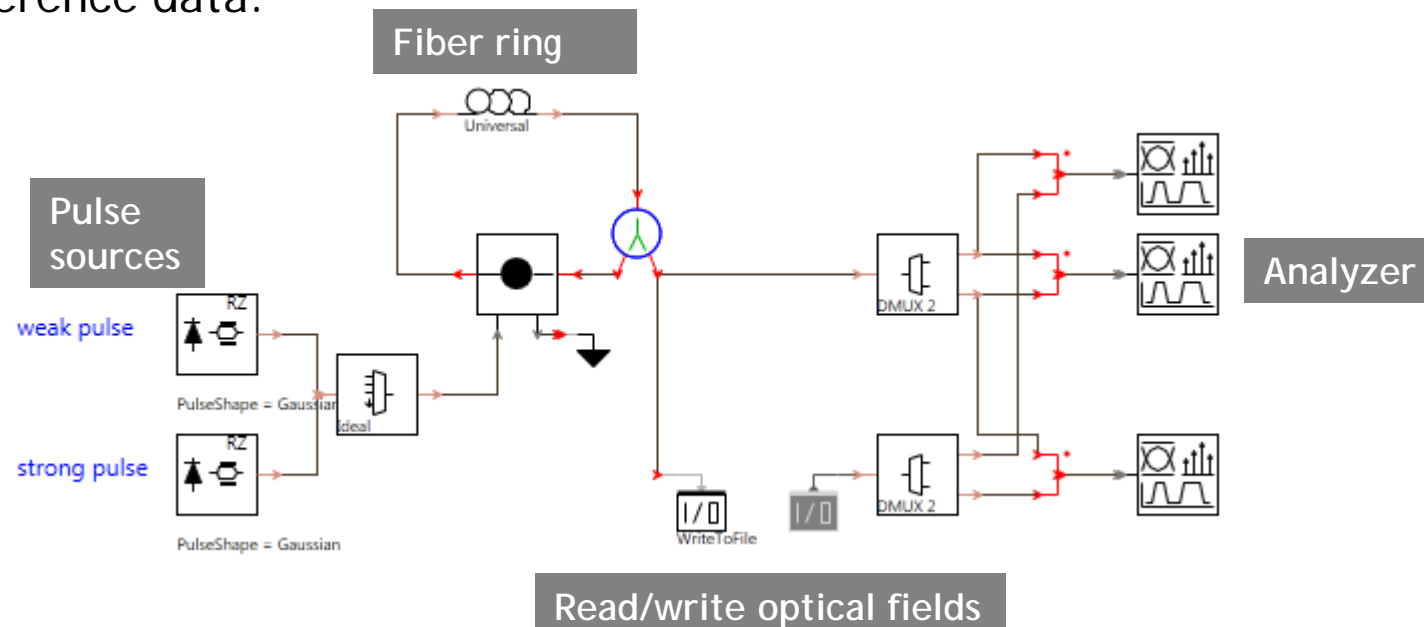 erence data.
Fiber ring
Universal
Pulse
sources
weak pulse
RZ
PulseShape = Gaussian
Ideal
strong pulse
RZ
PulseShape = Gaussian
DMUX 2
Analyzer
I/O
WriteToFile
I/O
DMUX 2
Read/write optical fields